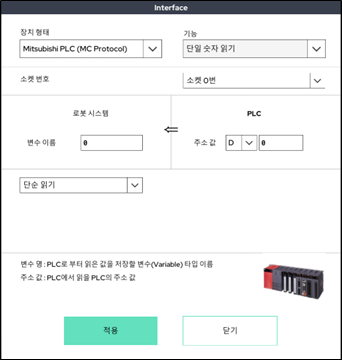 Interface
장치 형태
기능
Mitsubishi PLC (MC Protocol)
단일 숫자 읽기
소켓 번호
소켓 0번
로봇 시스템
PLC
변수 이름
0
주소 값
D
0
단순 읽기
변수 명 : PLC로 부터 읽은 값을 저장할 변수(Variable) 타입 이름
주소 값 : PLC에서 읽을 PLC의 주소 값
적용
닫기